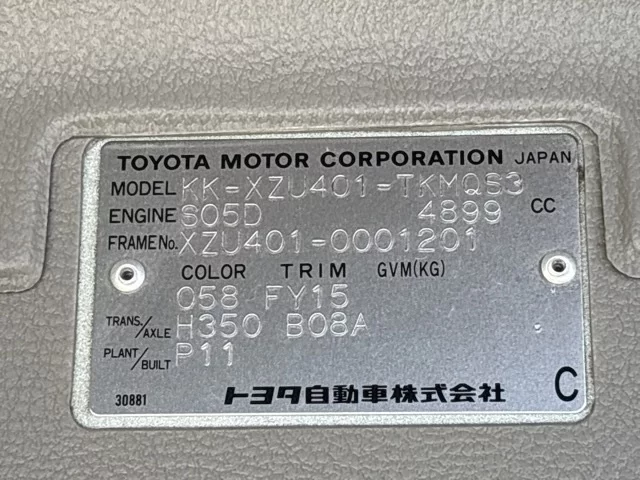 TOYOTA MOTOR CORPORATION JAPAN
MODEL KK-XZU401-TKMQS3
ENGINE S05D 4899 CC
FRAME No. XZU401-0001201
COLOR TRIM GVM(KG)
058 FY15
TRANS./AXLE H350 B08A
PLANT/BUILT P11
30881 トヨタ自動車株式会社 C